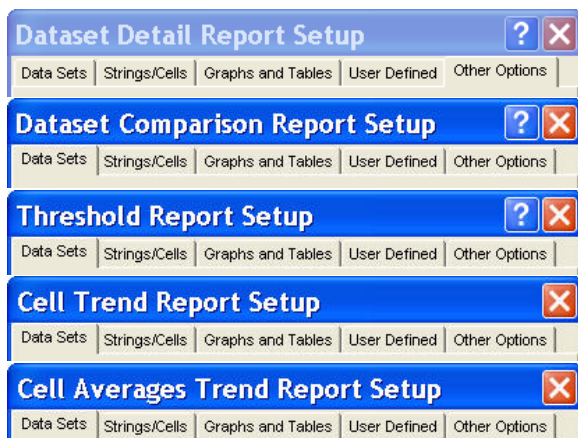 Dataset Detail Report Setup ?
Data Sets Strings/Cells Graphs and Tables User Defined Other Options
Dataset Comparison Report Setup ?
Data Sets Strings/Cells Graphs and Tables User Defined Other Options
Threshold Report Setup ?
Data Sets Strings/Cells Graphs and Tables User Defined Other Options
Cell Trend Report Setup
Data Sets Strings/Cells Graphs and Tables User Defined Other Options
Cell Averages Trend Report Setup
Data Sets Strings/Cells Graphs and Tables User Defined Other Options